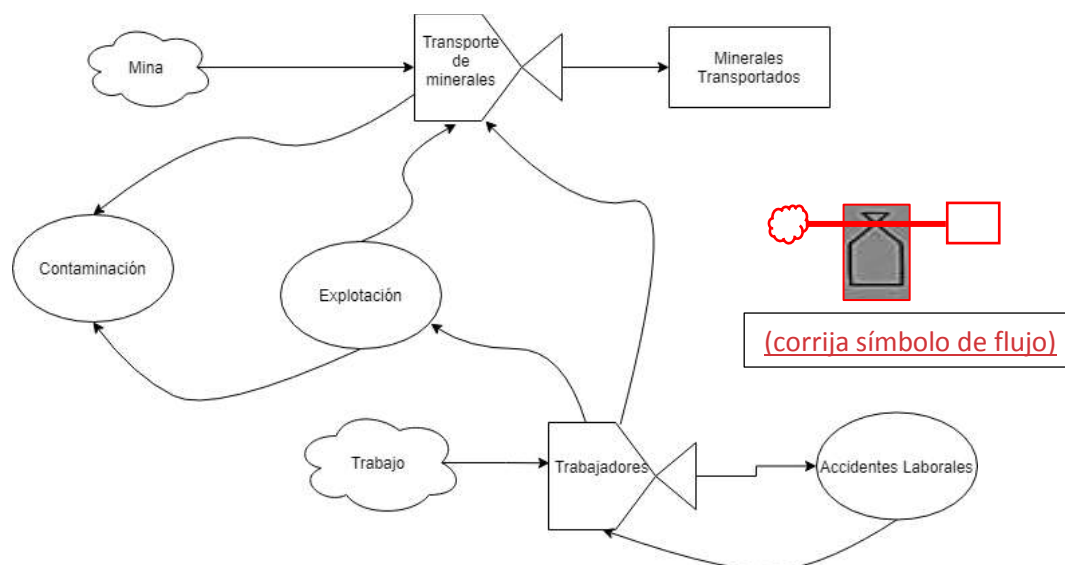 Mina
Transporte
de
minerales
Minerales
Transportados
Contaminación
Explotación
(corrija símbolo de flujo)
Trabajo
Trabajadores
Accidentes Laborales